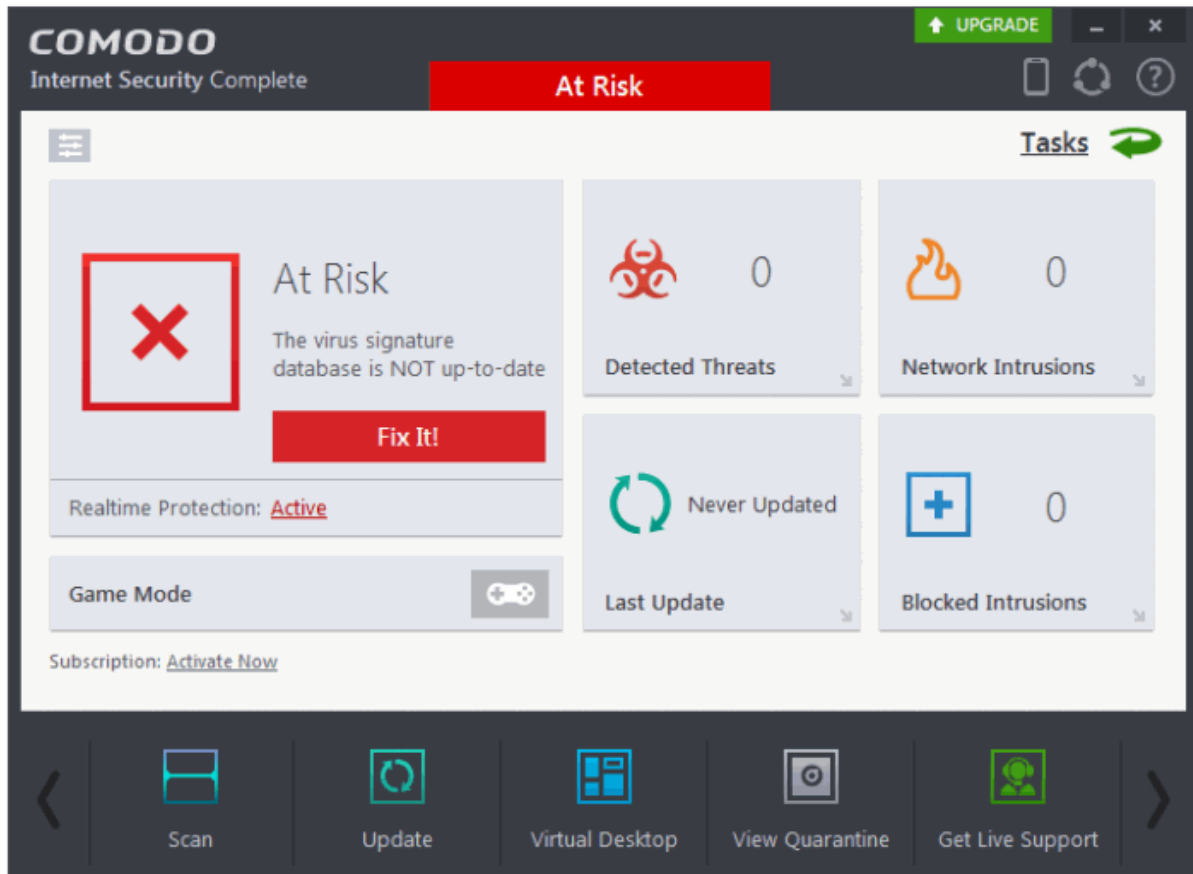 COMODO
Internet Security Complete
UPGRADE
At Risk
Tasks
At Risk
The virus signature
database is NOT up-to-date
Fix It!
Realtime Protection: Active
Game Mode
Subscription: Activate Now
0
Detected Threats
0
Network Intrusions
Never Updated
Last Update
0
Blocked Intrusions
Scan
Update
Virtual Desktop
View Quarantine
Get Live Support